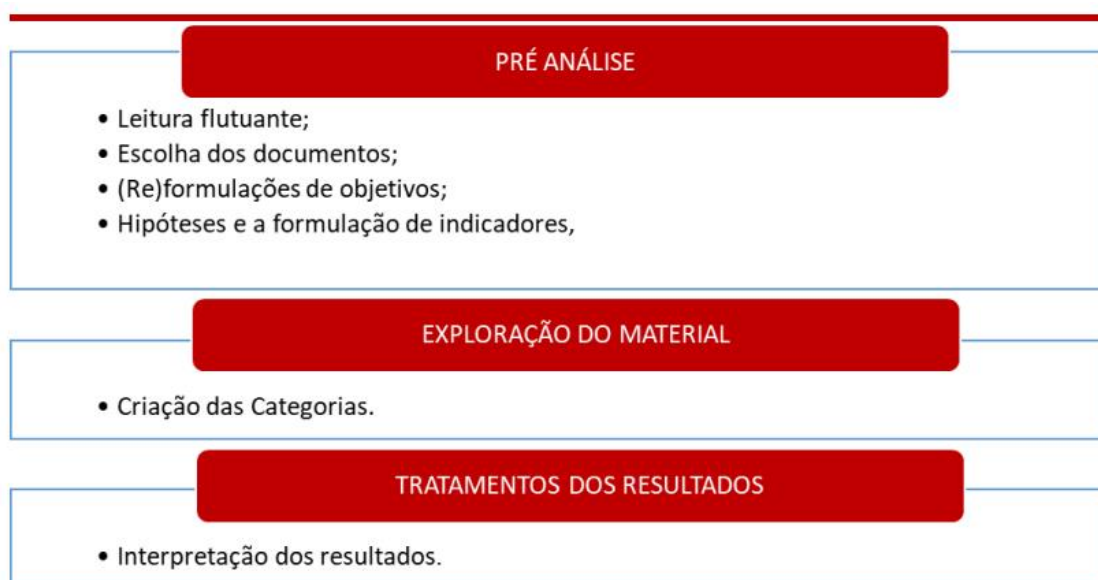 PRÉ ANÁLISE
• Leitura flutuante;
• Escolha dos documentos;
• (Re)formulações de objetivos;
• Hipóteses e a formulação de indicadores,
EXPLORAÇÃO DO MATERIAL
• Criação das Categorias.
TRATAMENTOS DOS RESULTADOS
• Interpretação dos resultados.